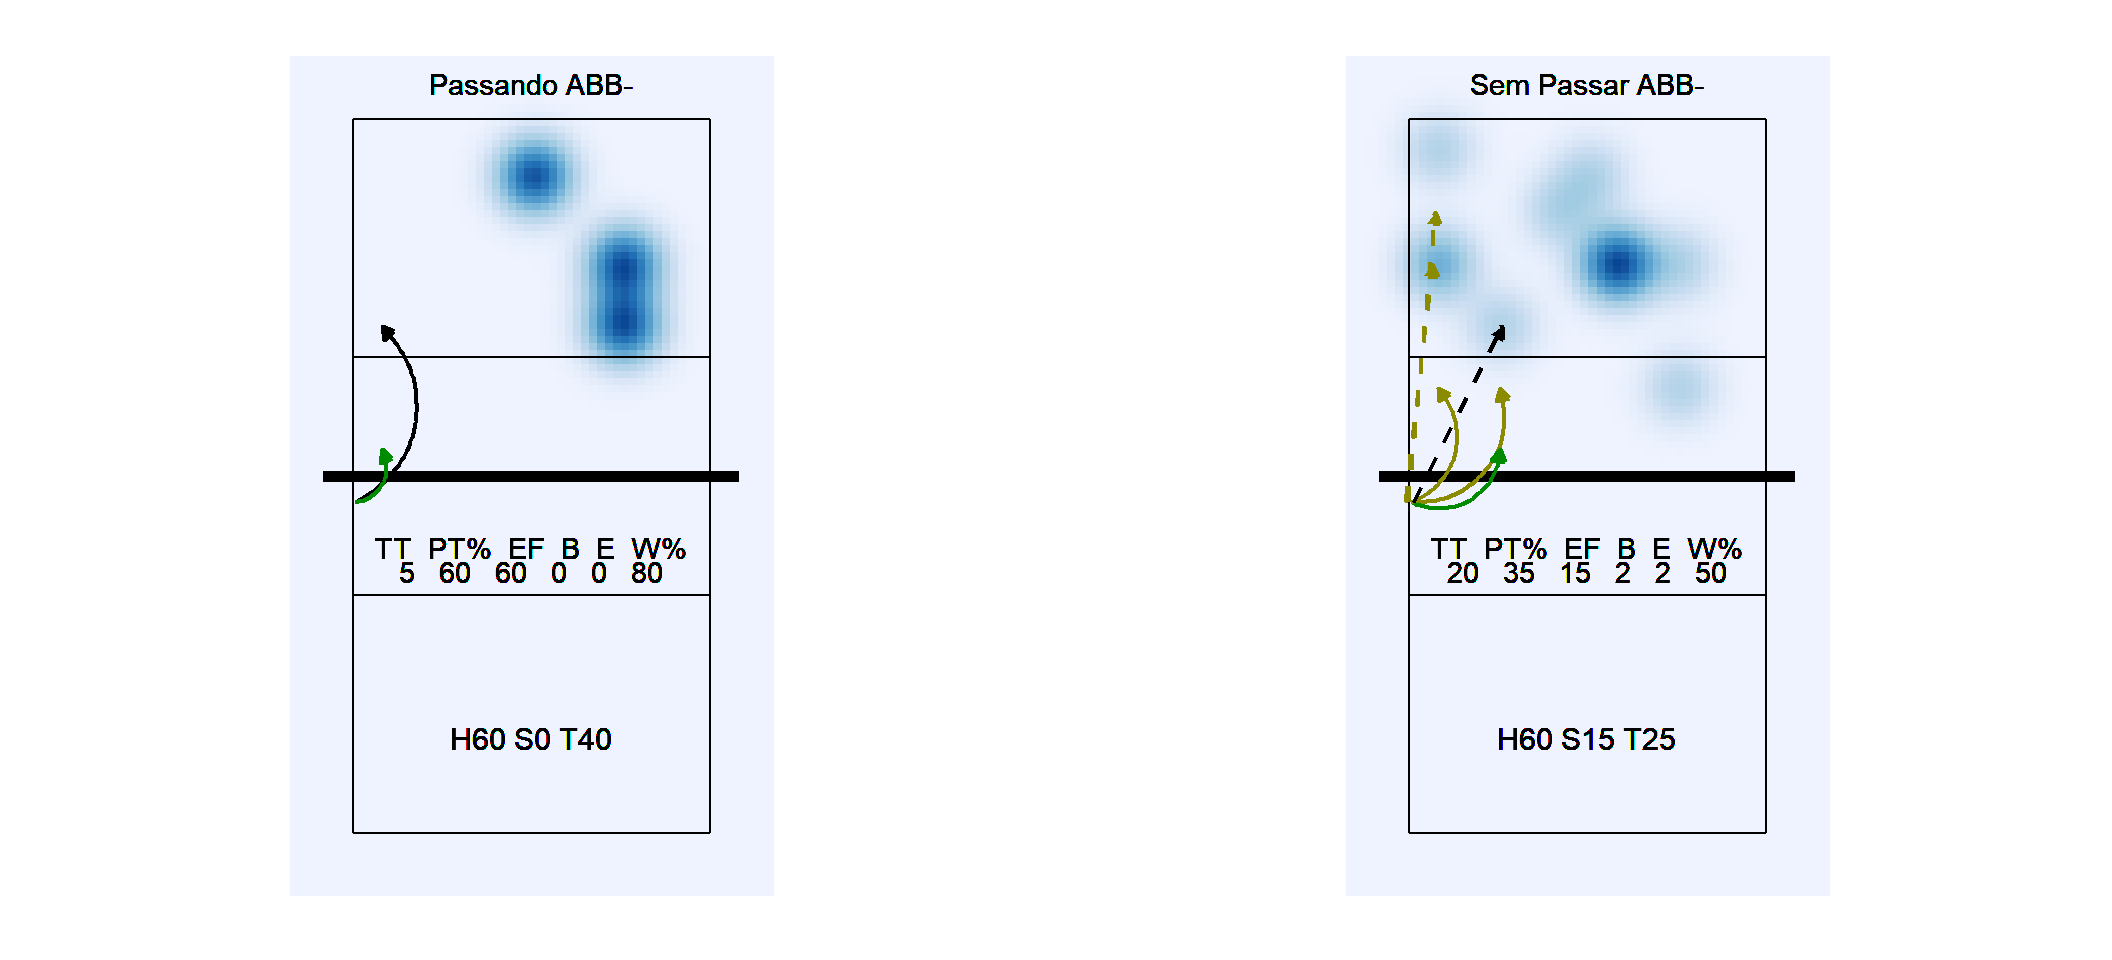 Passando ABB-
TT PT% EF B E W%
5 60 60 0 0 80
H60 S0 T40
Sem Passar ABB-
TT PT% EF B E W%
20 35 15 2 2 50
H60 S15 T25